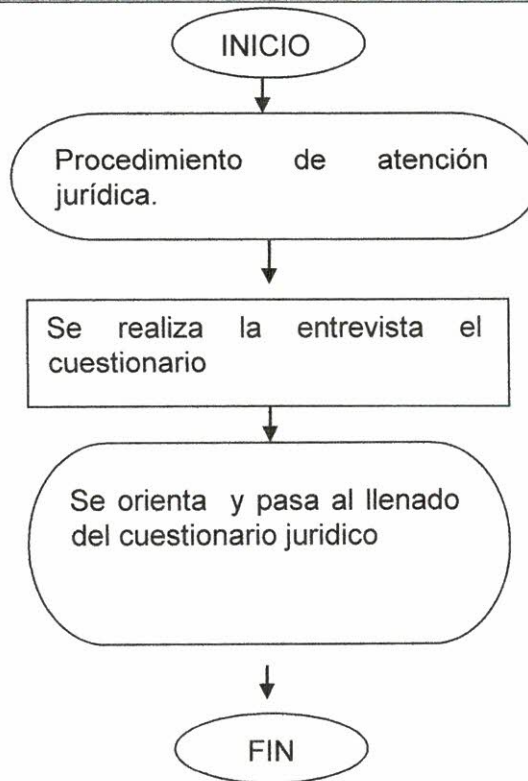 INICIO
Procedimiento de atención
jurídica.
Se realiza la entrevista el
cuestionario
Se orienta y pasa al llenado
del cuestionario juridico
FIN